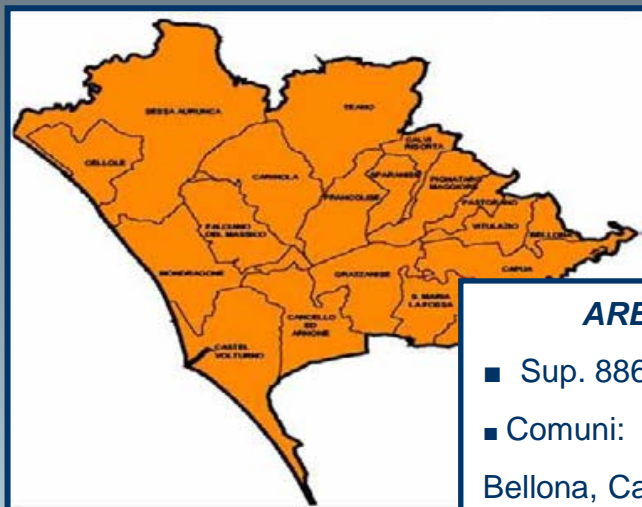 SESSA AURUNCA
TEANO
CELLOLE
CALVI
RISORTA
CARINOLA
SPARANISE
PIGNATARO
MAGGIORE
FRANCOLISE
PASTORANO
FALCIANO
DEL MASSICO
VITULAZIO
BELLONA
MONDRAGONE
GRAZZANISE
CAPUA
S. MARIA
LA FOSSA
CANCELLO
ED
ARNONE
CASTEL
VOLTURNO
ARE
■ Sup. 886
■ Comuni:
Bellona, Ca